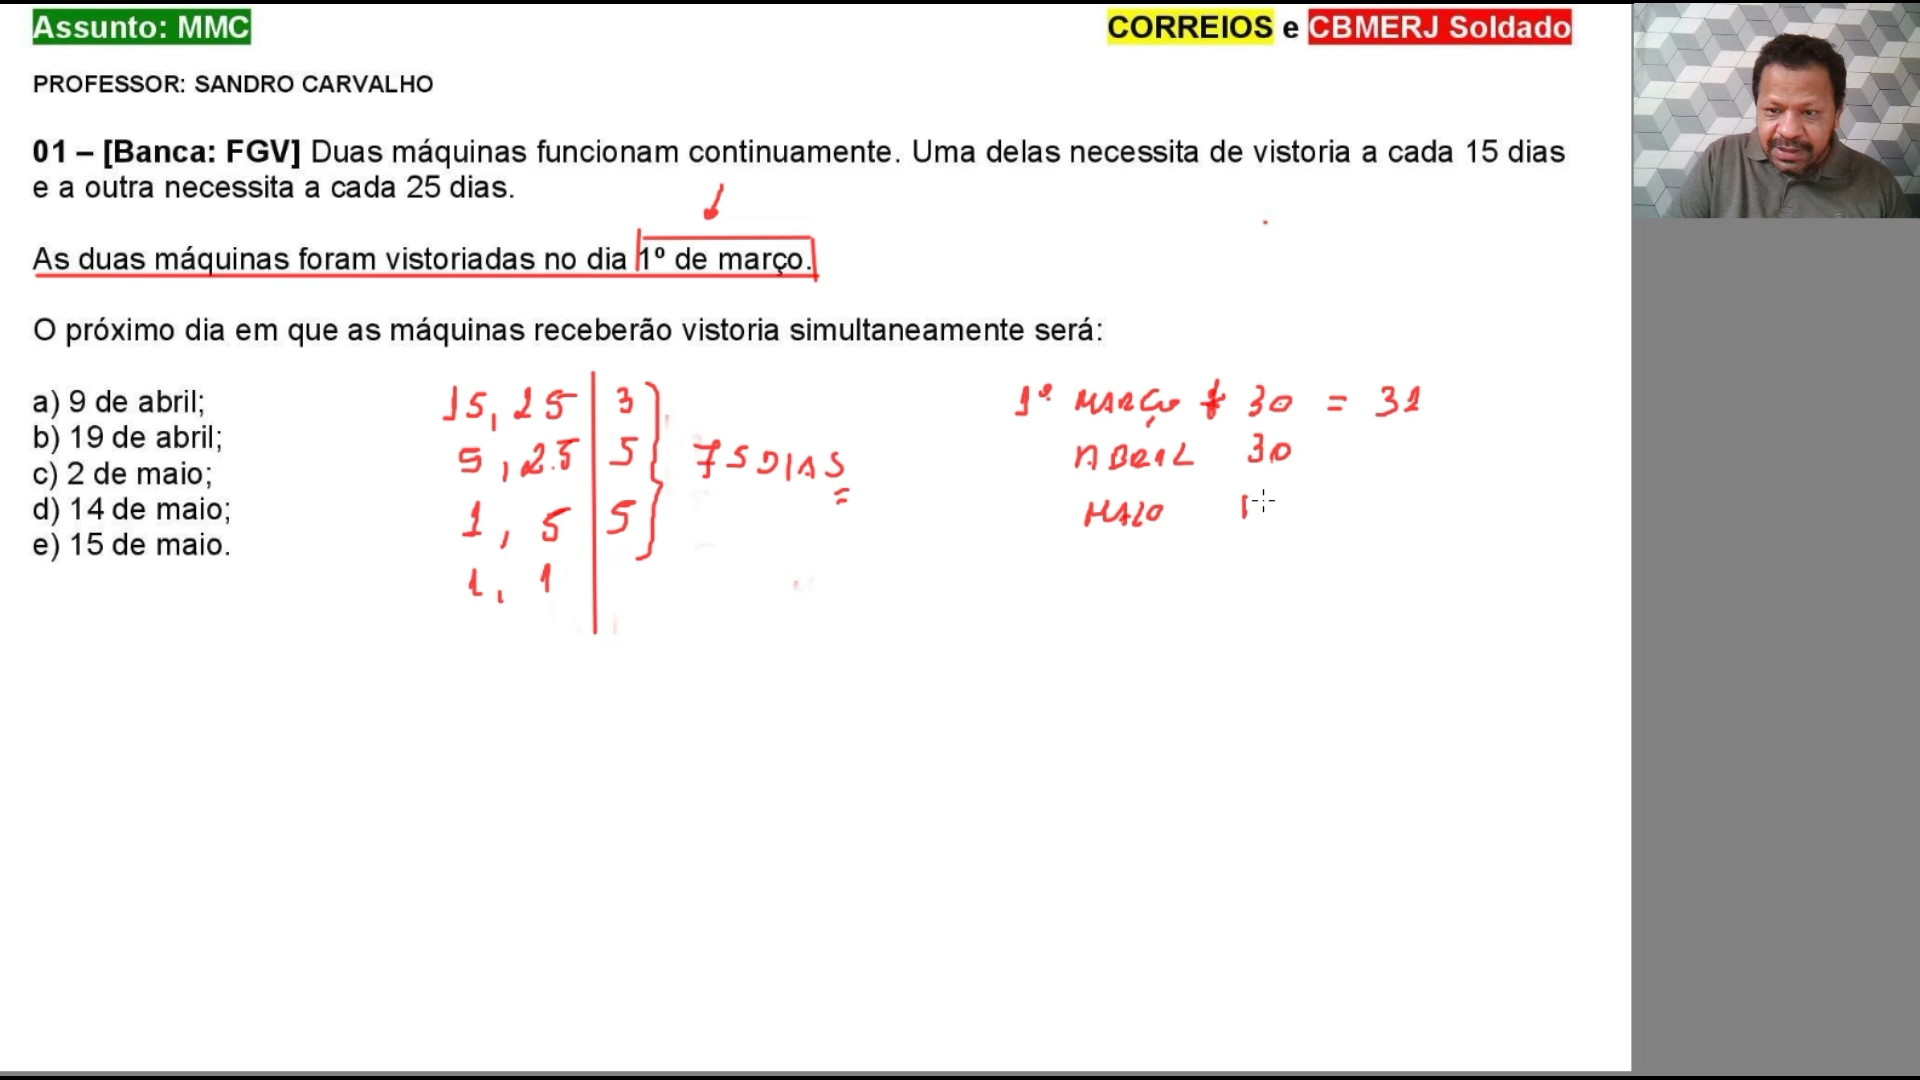 Assunto: MMC
CORREIOS e CBMERJ Soldado
PROFESSOR: SANDRO CARVALHO
01 – [Banca: FGV] Duas máquinas funcionam continuamente. Uma delas necessita de vistoria a cada 15 dias
e a outra necessita a cada 25 dias.
As duas máquinas foram vistoriadas no dia 1º de março.
O próximo dia em que as máquinas receberão vistoria simultaneamente será:
a) 9 de abril;
b) 19 de abril;
c) 2 de maio;
d) 14 de maio;
e) 15 de maio.
15, 25 | 3
5, 25 | 5
1, 5 | 5
1, 1
75 DIAS
1º MARÇO + 30 = 31
ABRIL 30
MAIO 1